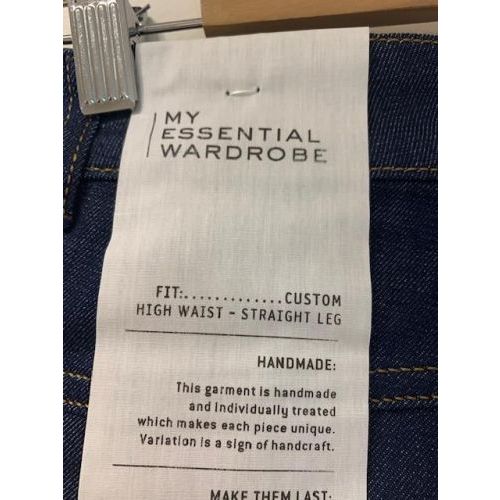 MY
ESSENTIAL
WARDROBE
FIT:.............CUSTOM
HIGH WAIST - STRAIGHT LEG
HANDMADE:
This garment is handmade
and individually treated
which makes each piece unique.
Variation is a sign of handcraft.
MAKE THEM LAST: